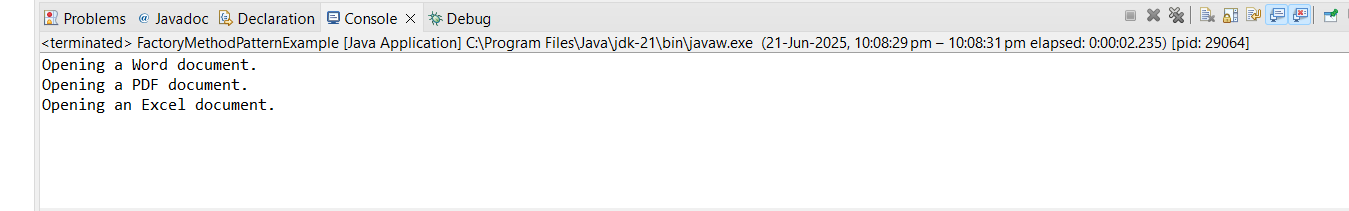 Problems @ Javadoc Declaration Console Debug
<terminated> FactoryMethodPatternExample [Java Application] C:\Program Files\Java\jdk-21\bin\javaw.exe (21-Jun-2025, 10:08:29 pm – 10:08:31 pm elapsed: 0:00:02.235) [pid: 29064]
Opening a Word document.
Opening a PDF document.
Opening an Excel document.